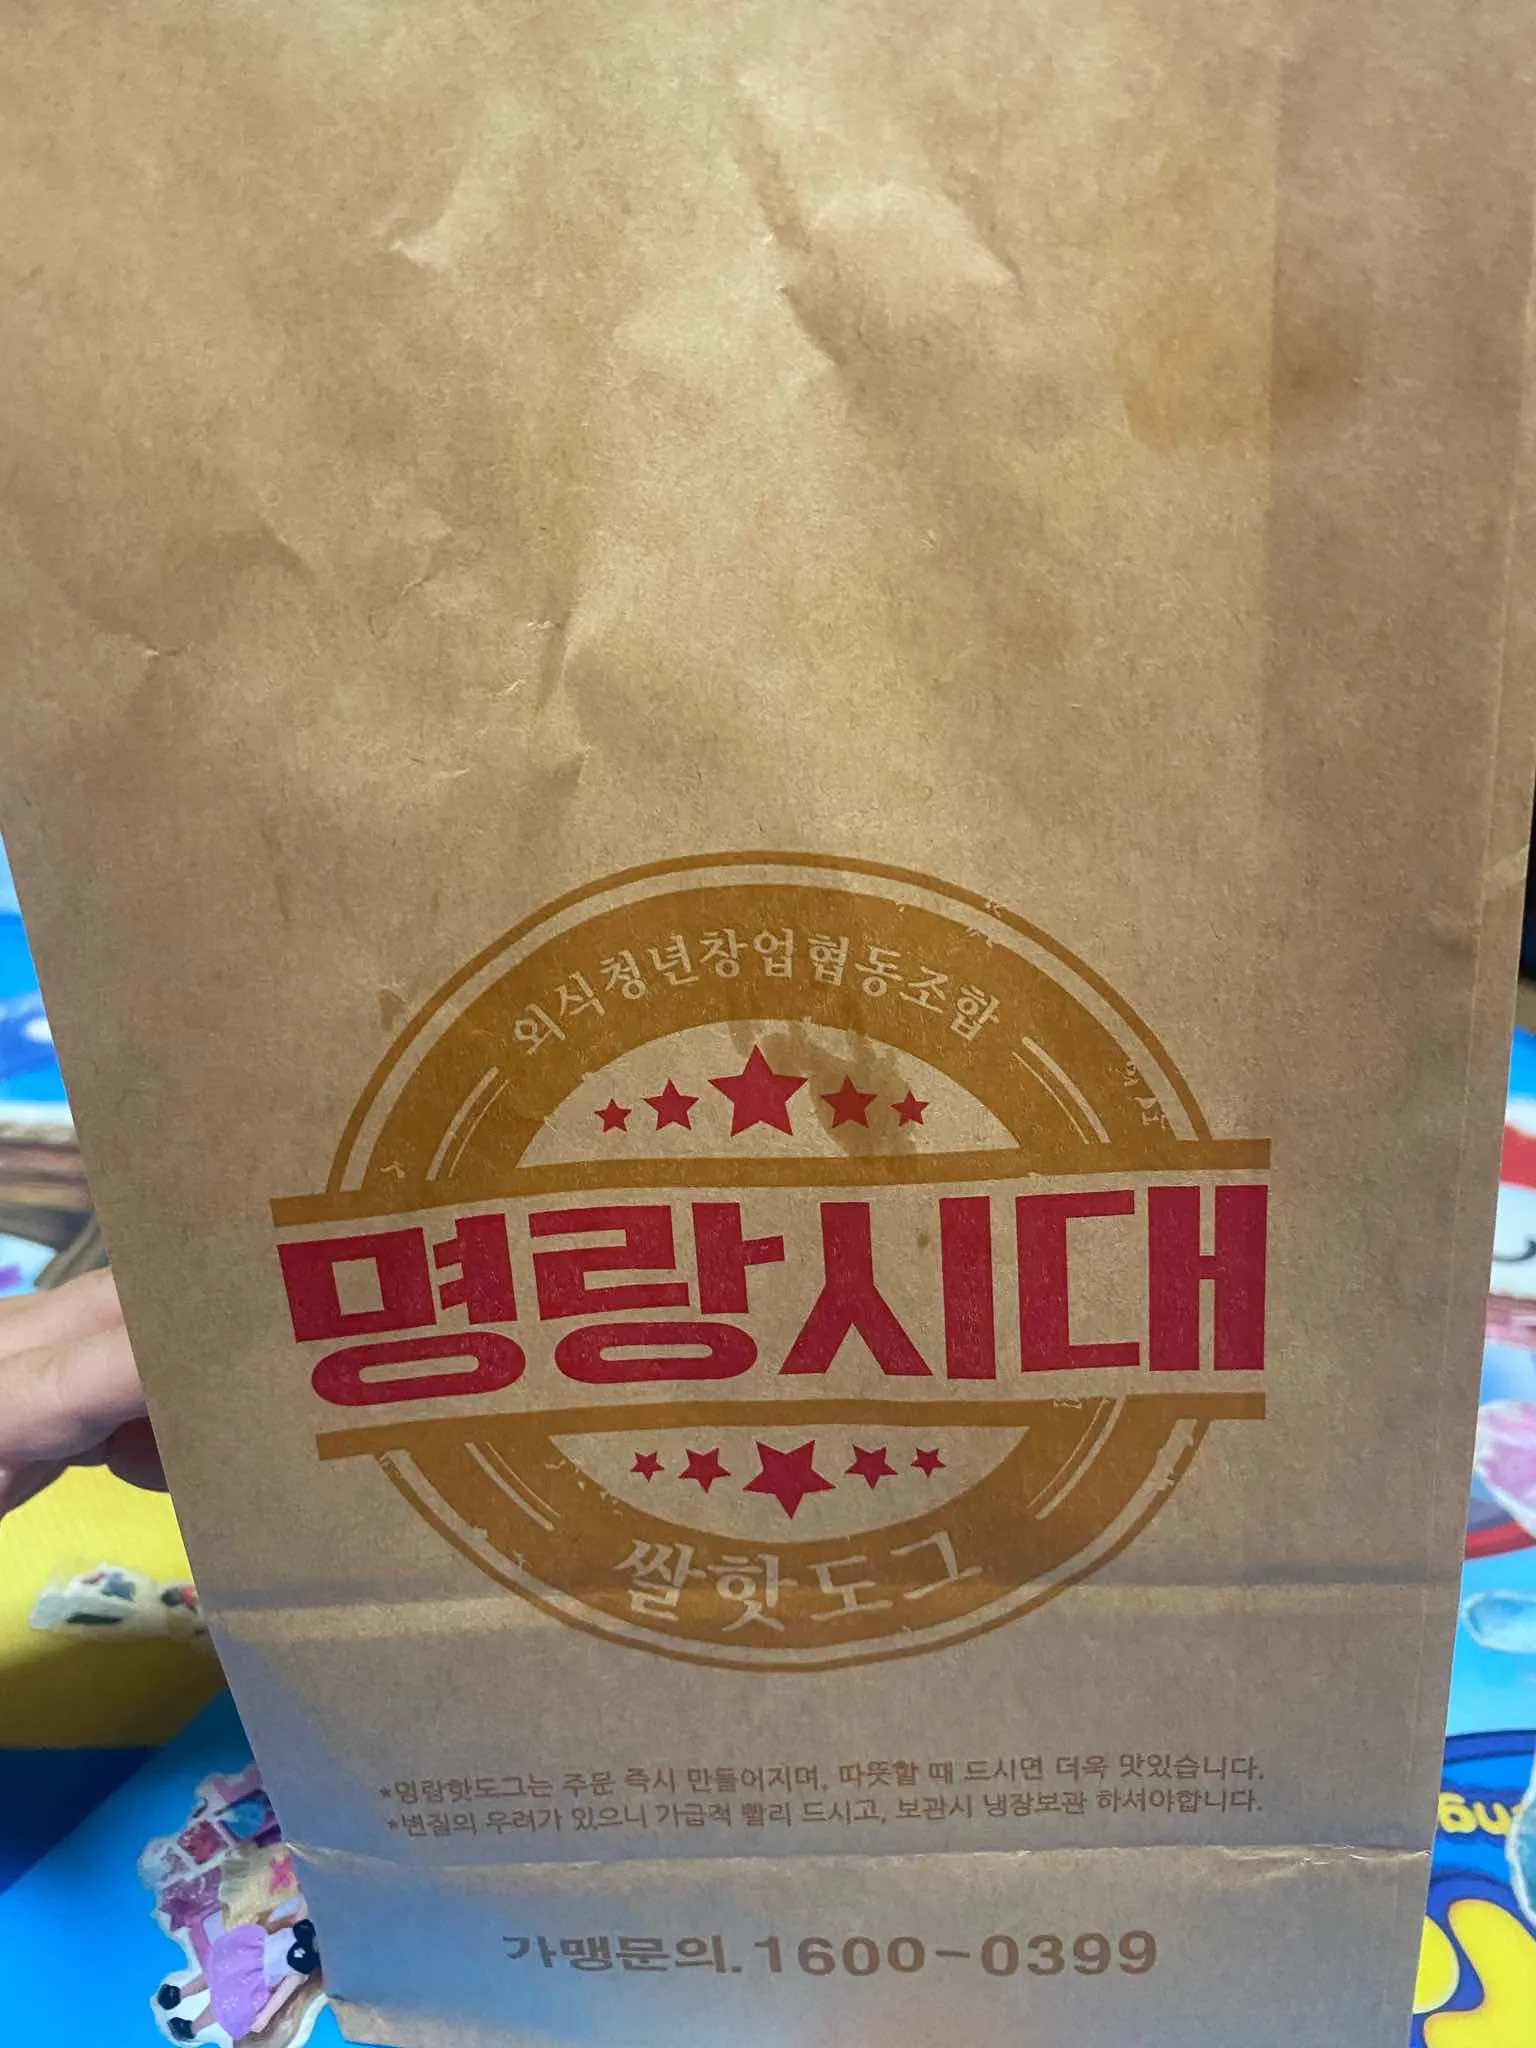 외식청년창업협동조합
명랑시대
쌀핫도그
*명랑핫도그는 주문 즉시 만들어지며, 따뜻할 때 드시면 더욱 맛있습니다.
*변질의 우려가 있으니 가급적 빨리 드시고, 보관시 냉장보관 하셔야합니다.
가맹문의. 1600-0399